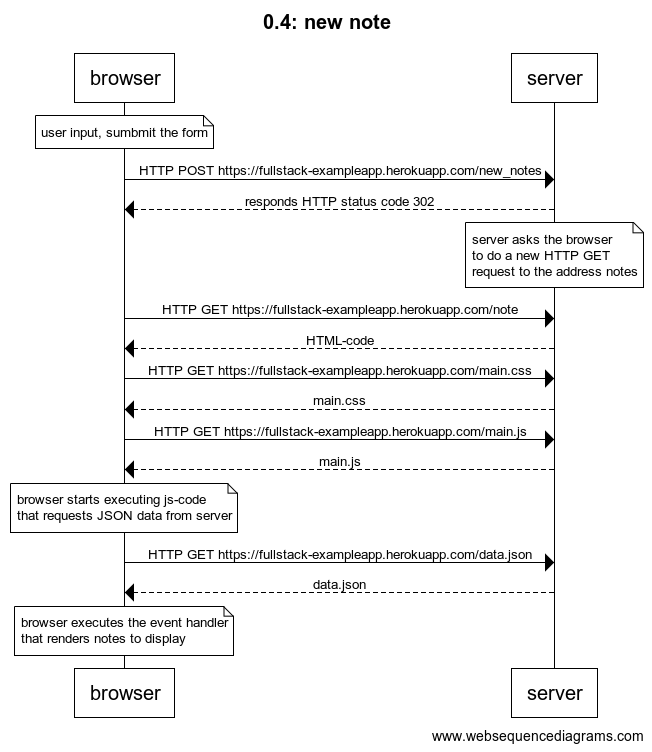 0.4: new note
browser
server
user input, sumbmit the form
HTTP POST https://fullstack-exampleapp.herokuapp.com/new_notes
responds HTTP status code 302
server asks the browser
to do a new HTTP GET
request to the address notes
HTTP GET https://fullstack-exampleapp.herokuapp.com/note
HTML-code
HTTP GET https://fullstack-exampleapp.herokuapp.com/main.css
main.css
HTTP GET https://fullstack-exampleapp.herokuapp.com/main.js
main.js
browser starts executing js-code
that requests JSON data from server
HTTP GET https://fullstack-exampleapp.herokuapp.com/data.json
data.json
browser executes the event handler
that renders notes to display
browser
server
www.websequencediagrams.com